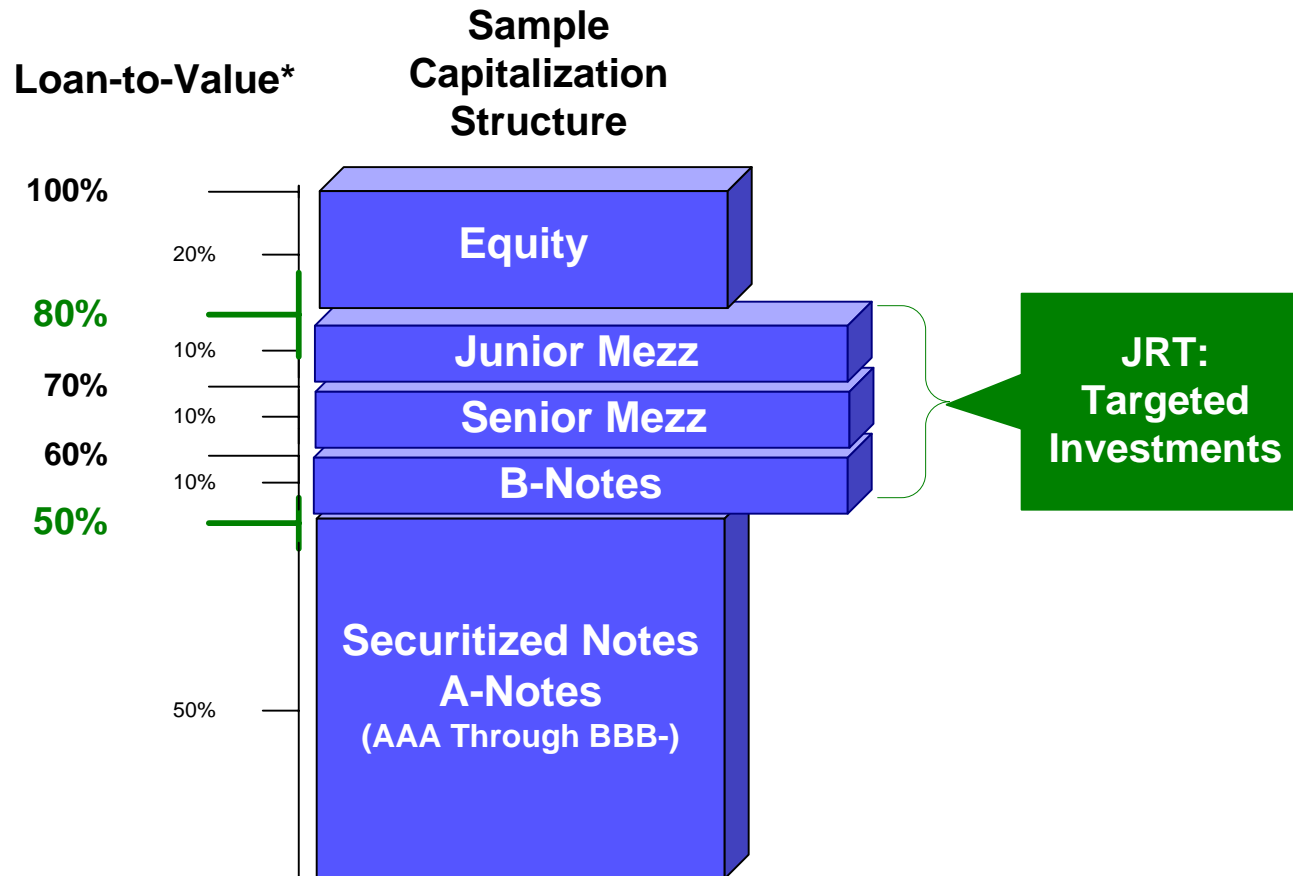 Sample
Capitalization
Structure
Loan-to-Value*
100%
20%
80%
10%
70%
10%
60%
10%
50%
50%
Equity
Junior Mezz
Senior Mezz
B-Notes
Securitized Notes
A-Notes
(AAA Through BBB-)
JRT:
Targeted
Investments